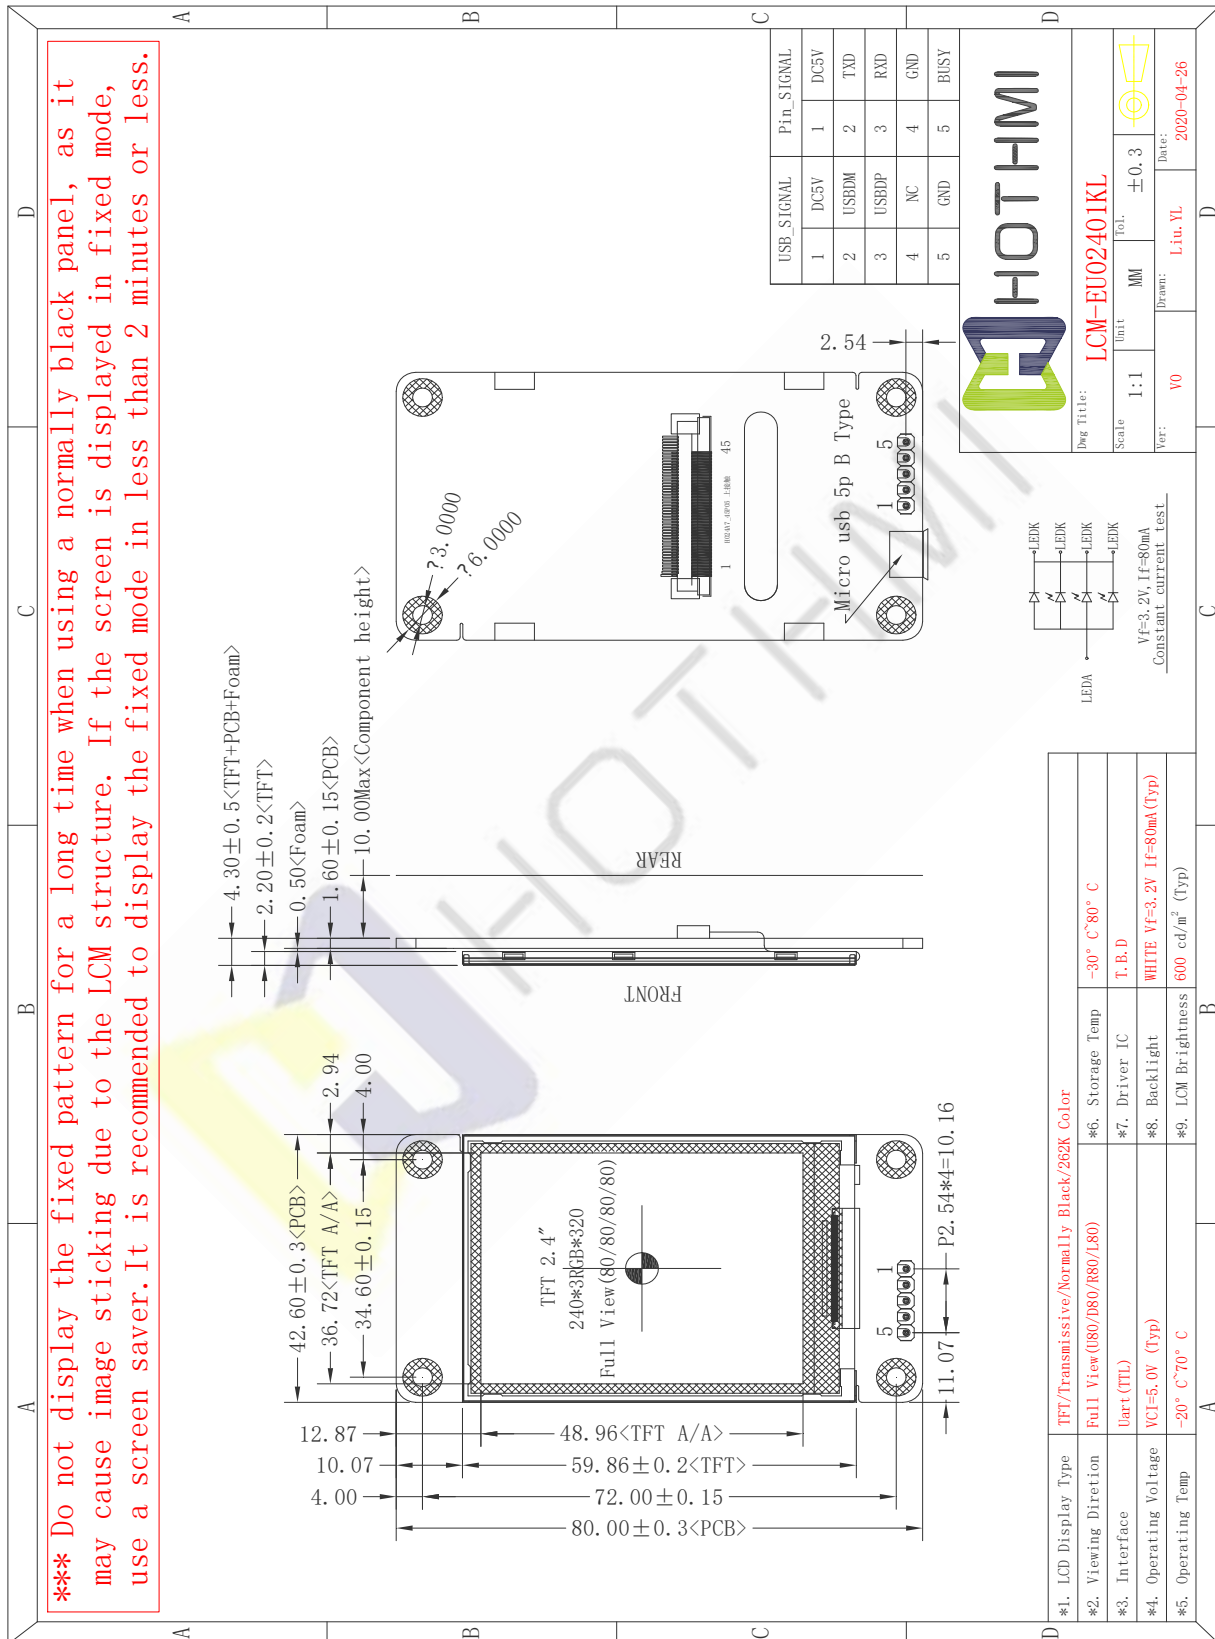 *** Do not display the fixed pattern for a long time when using a normally black panel, as it
may cause image sticking due to the LCM structure. If the screen is displayed in fixed mode,
use a screen saver. It is recommended to display the fixed mode in less than 2 minutes or less.
A
B
C
D
A
B
C
D
A
B
C
D
A
B
C
D
42.60±0.3<PCB>
36.72<TFT A/A>
2.94
34.60±0.15
4.00
12.87
48.96<TFT A/A>
10.07
59.86±0.2<TFT>
4.00
72.00±0.15
80.00±0.3<PCB>
TFT 2.4″
240*3RGB*320
Full View(80/80/80/80)
5
1
11.07
P2.54*4=10.16
4.30±0.5<TFT+PCB+Foam>
2.20±0.2<TFT>
0.50<Foam>
1.60±0.15<PCB>
10.00Max<Component height>
FRONT
REAR
?3.0000
?6.0000
1
45
Micro usb 5p B Type
1
5
2.54
USB_SIGNAL Pin_SIGNAL
1 DC5V 1 DC5V
2 USBDM 2 TXD
3 USBDP 3 RXD
4 NC 4 GND
5 GND 5 BUSY
LEDA
LEDK
LEDK
LEDK
LEDK
Vf=3.2V, If=80mA
Constant current test
*1. LCD Display Type TFT/Transmissive/Normally Black/262K Color
*2. Viewing Diretion Full View(U80/D80/R80/L80) *6. Storage Temp -30° C~80° C
*3. Interface Uart(TTL) *7. Driver IC T.B.D
*4. Operating Voltage VCI=5.0V (Typ) *8. Backlight WHITE Vf=3.2V If=80mA(Typ)
*5. Operating Temp -20° C~70° C *9. LCM Brightness 600 cd/m² (Typ)
HOTHMI
Dwg Title: LCM-EU02401KL
Scale 1:1 Unit MM Tol. ±0.3
Ver: V0 Drawn: Liu.YL Date: 2020-04-26
HOTHMI